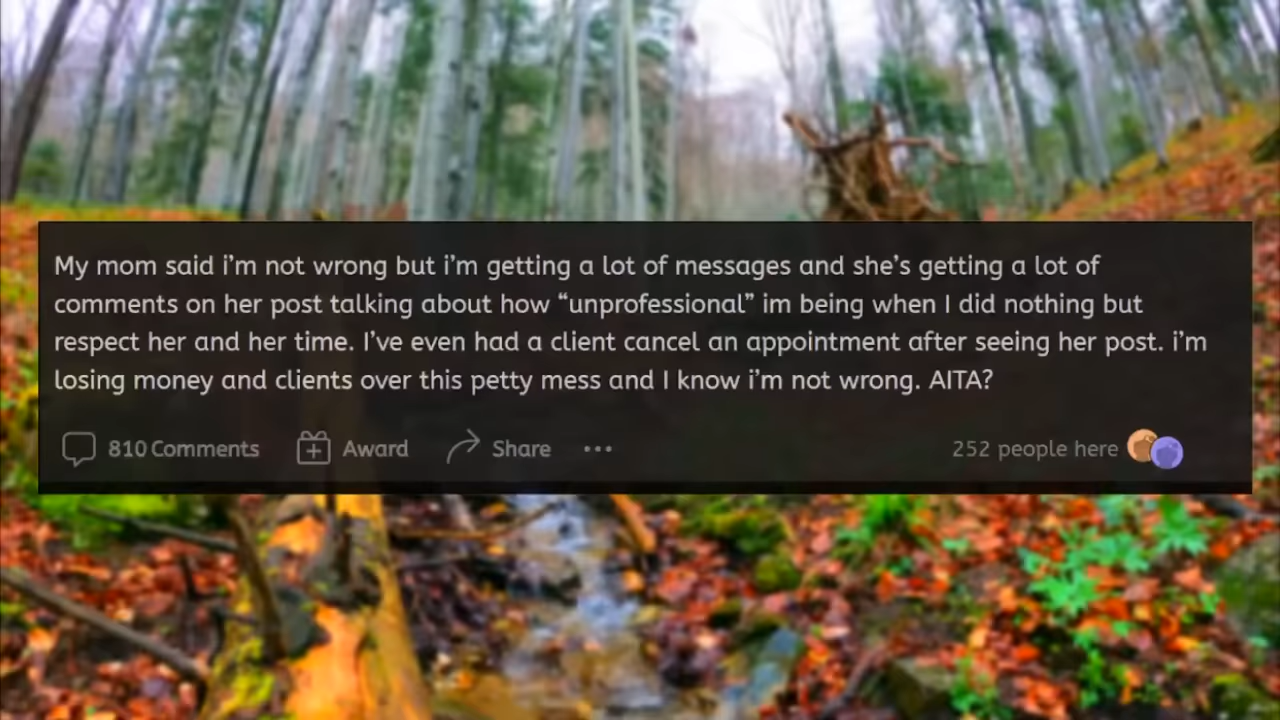 My mom said i’m not wrong but i’m getting a lot of messages and she’s getting a lot of
comments on her post talking about how “unprofessional” im being when I did nothing but
respect her and her time. I’ve even had a client cancel an appointment after seeing her post. i’m
losing money and clients over this petty mess and I know i’m not wrong. AITA?
810 Comments Award Share 252 people here